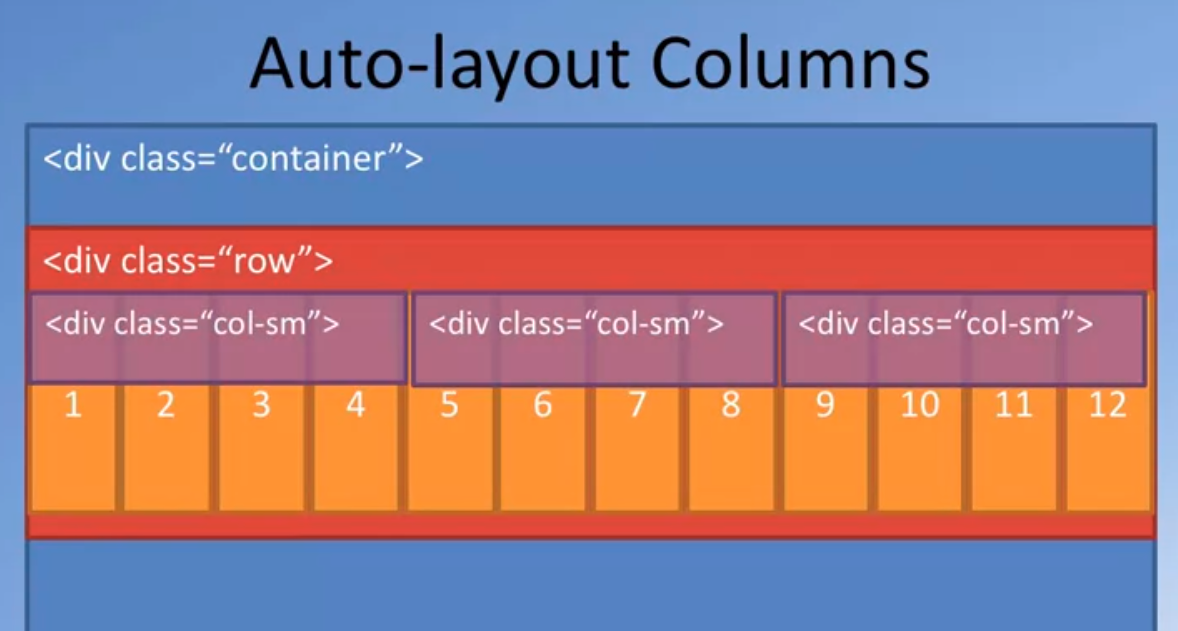 Auto-layout Columns
<div class=“container”>
<div class=“row”>
<div class=“col-sm”> <div class=“col-sm”> <div class=“col-sm”>
1 2 3 4 5 6 7 8 9 10 11 12